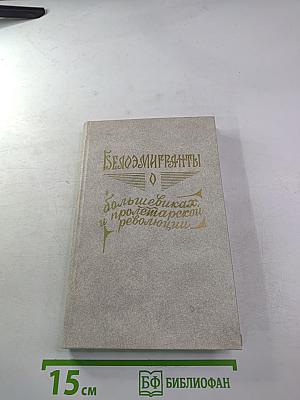 Белоэмигранты
о
большевиках
и пролетарской
революции
15 см
БФ БИБЛИОФАН